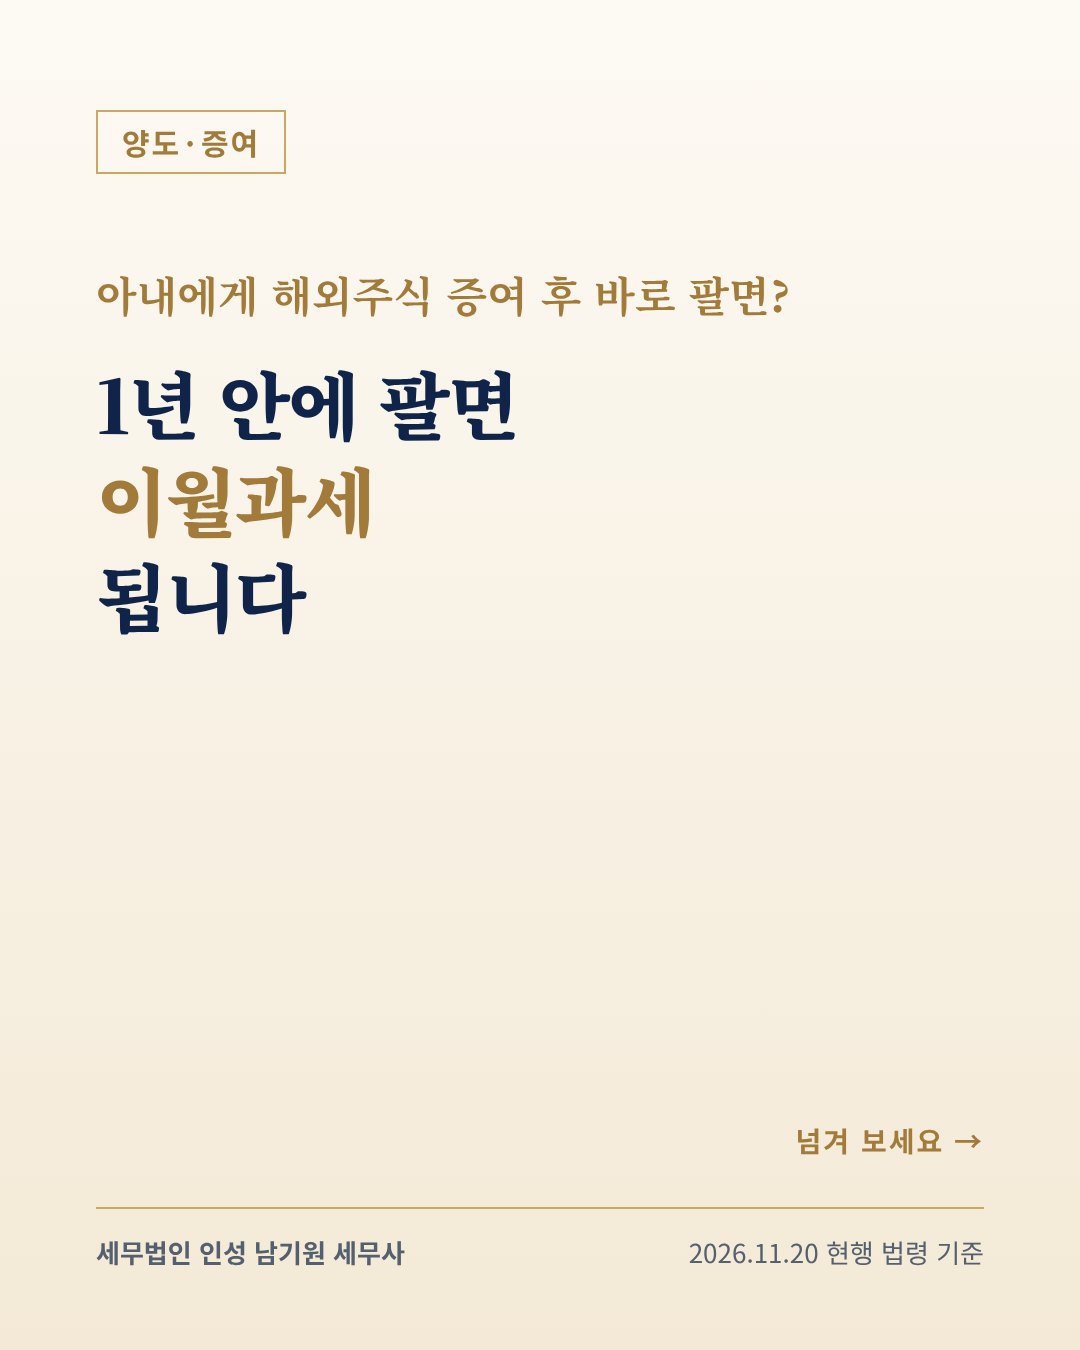 양도·증여
아내에게 해외주식 증여 후 바로 팔면?
1년 안에 팔면
이월과세
됩니다
넘겨 보세요 →
세무법인 인성 남기원 세무사
2026.11.20 현행 법령 기준